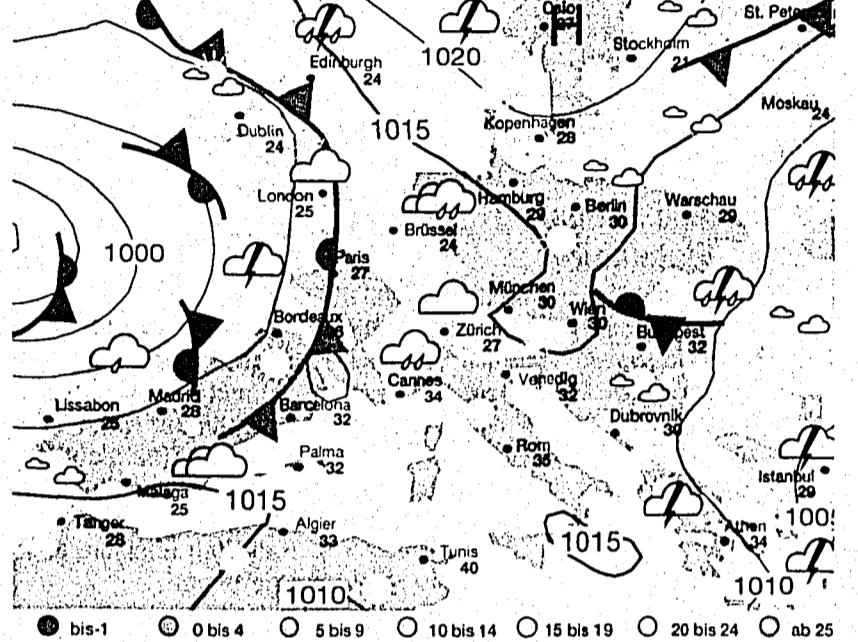 Oslo
St.
1020
Stockholm
21
Edinburgh
24
Moskau
24
1015
Dublin
24
Kopenhagen
28
London
25
Hamburg
29
Berlin
30
Warschau
29
Brüssel
24
1000
Paris
27
München
30
Bordeaux
Wien
30
Zürich
27
Budapest
32
Cannes
34
Venedig
32
Lissabon
25
Madrid
28
Barcelona
32
Dubrovnik
30
Palma
32
Rom
35
Istanbul
29
Malaga
25
1015
Tanger
28
Algier
33
Athen
34
1015
Tunis
40
1010
1010
bis-1 0 bis 4 5 bis 9 10 bis 14 15 bis 19 20 bis 24 ab 25